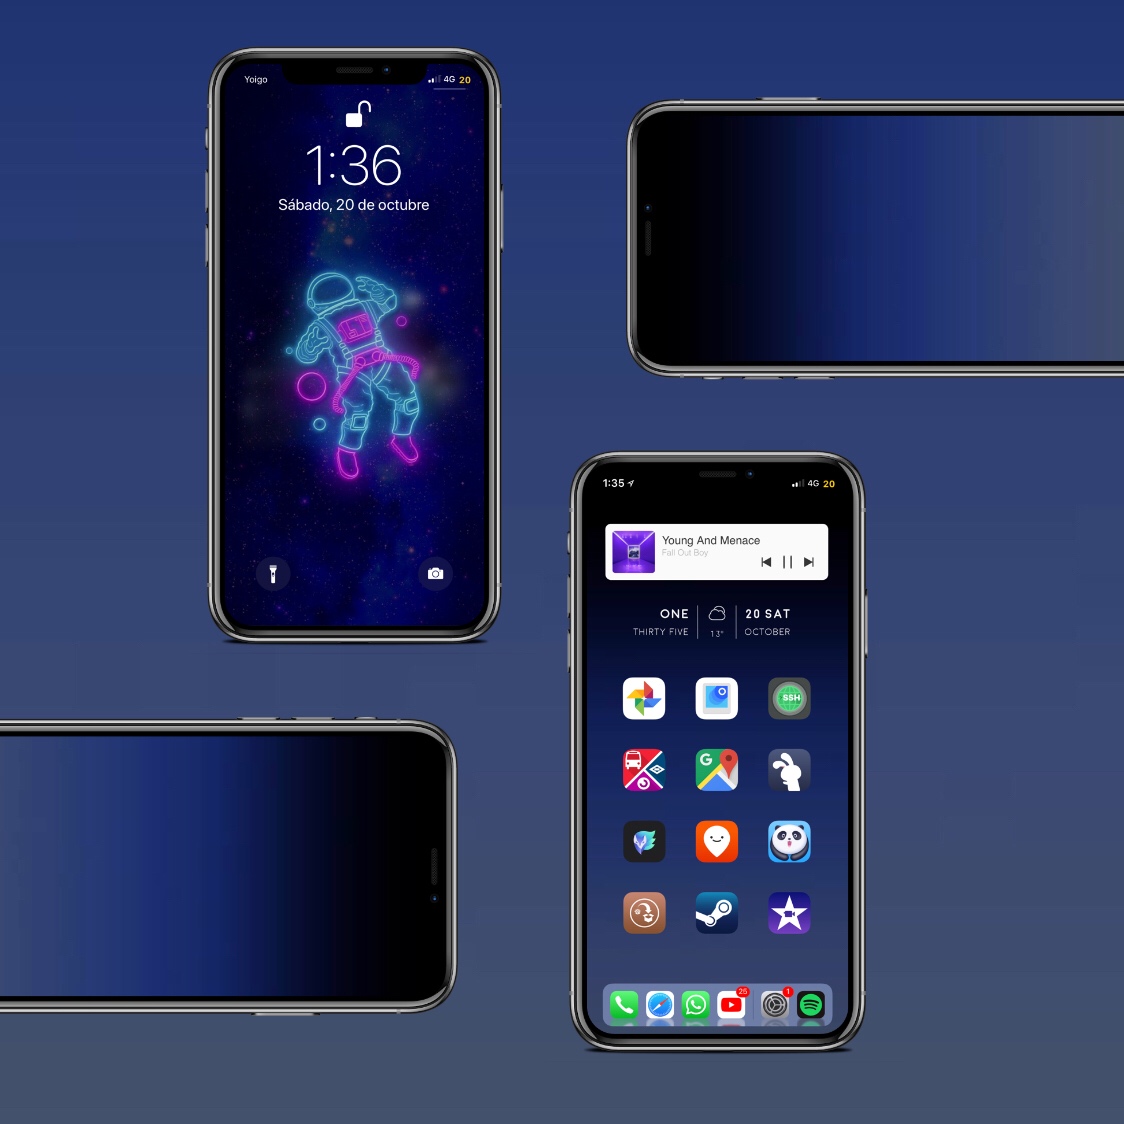 Yoigo
4G 20
1:36
Sábado, 20 de octubre
1:35
4G 20
Young And Menace
Fall Out Boy
ONE
THIRTY FIVE
13°
20 SAT
OCTOBER
SSH
G
25
1